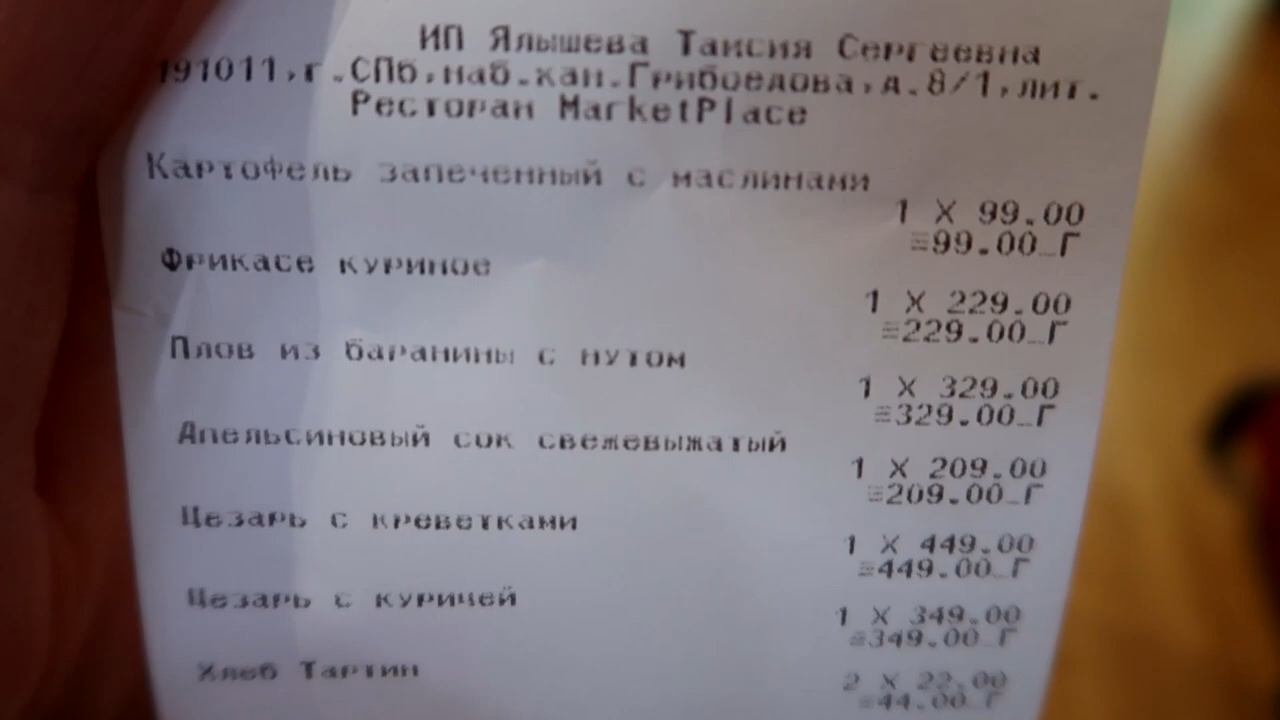 ИП Ялышева Таисия Сергеевна
191011,г.СПб,наб.кан.Грибоедова,д.8/1,лит.
Ресторан MarketPlace
Картофель запеченный с маслинами
1 X 99.00
=99.00_Г
Фрикасе куриное
1 X 229.00
=229.00_Г
Плов из баранины с нутом
1 X 329.00
=329.00_Г
Апельсиновый сок свежевыжатый
1 X 209.00
=209.00_Г
Цезарь с креветками
1 X 449.00
=449.00_Г
Цезарь с курицей
1 X 349.00
=349.00_Г
Хлеб Тартин
2 X 22.00
=44.00_Г